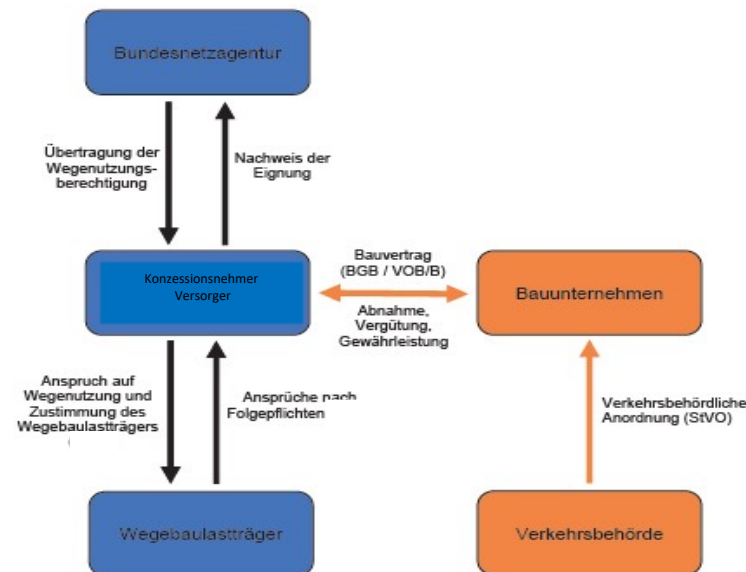 Bundesnetzagentur
Übertragung der
Wegenutzungs-
berechtigung
Nachweis der
Eignung
Konzessionsnehmer
Versorger
Bauvertrag
(BGB / VOB/B)
Abnahme,
Vergütung,
Gewährleistung
Bauunternehmen
Anspruch auf
Wegenutzung und
Zustimmung des
Wegebaulastträgers
Ansprüche nach
Folgepflichten
Verkehrsbehördliche
Anordnung (StVO)
Wegebaulastträger
Verkehrsbehörde